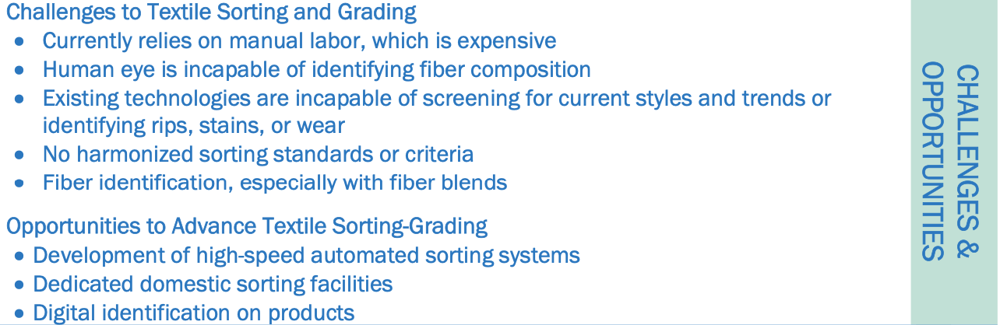 Challenges to Textile Sorting and Grading
• Currently relies on manual labor, which is expensive
• Human eye is incapable of identifying fiber composition
• Existing technologies are incapable of screening for current styles and trends or
identifying rips, stains, or wear
• No harmonized sorting standards or criteria
• Fiber identification, especially with fiber blends
Opportunities to Advance Textile Sorting-Grading
• Development of high-speed automated sorting systems
• Dedicated domestic sorting facilities
• Digital identification on products
CHALLENGES &
OPPORTUNITIES